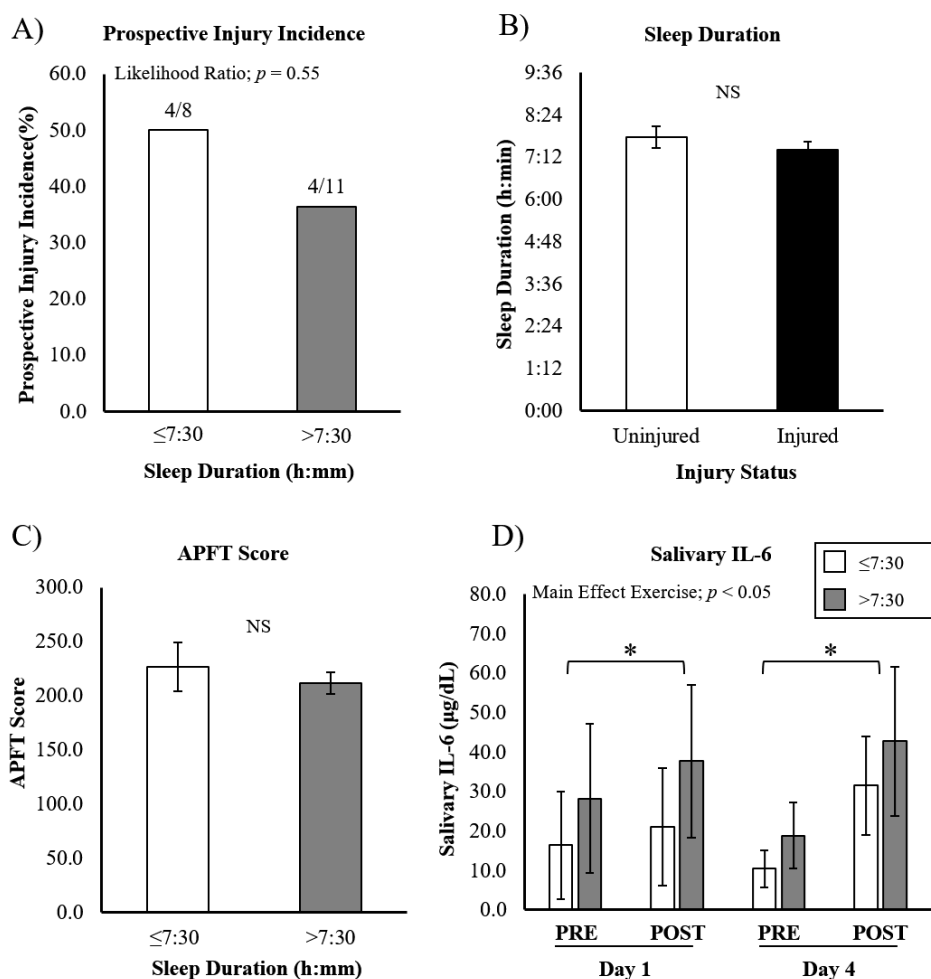 A)
Prospective Injury Incidence
Likelihood Ratio; p = 0.55
Prospective Injury Incidence(%)
60.0
50.0
40.0
30.0
20.0
10.0
0.0
4/8
4/11
≤7:30
>7:30
Sleep Duration (h:mm)
B)
Sleep Duration
NS
Sleep Duration (h:min)
9:36
8:24
7:12
6:00
4:48
3:36
2:24
1:12
0:00
Uninjured
Injured
Injury Status
C)
APFT Score
NS
APFT Score
300.0
250.0
200.0
150.0
100.0
50.0
0.0
≤7:30
>7:30
Sleep Duration (h:mm)
D)
Salivary IL-6
≤7:30
>7:30
Main Effect Exercise; p < 0.05
Salivary IL-6 (µg/dL)
80.0
70.0
60.0
50.0
40.0
30.0
20.0
10.0
0.0
*
*
PRE
POST
PRE
POST
Day 1
Day 4